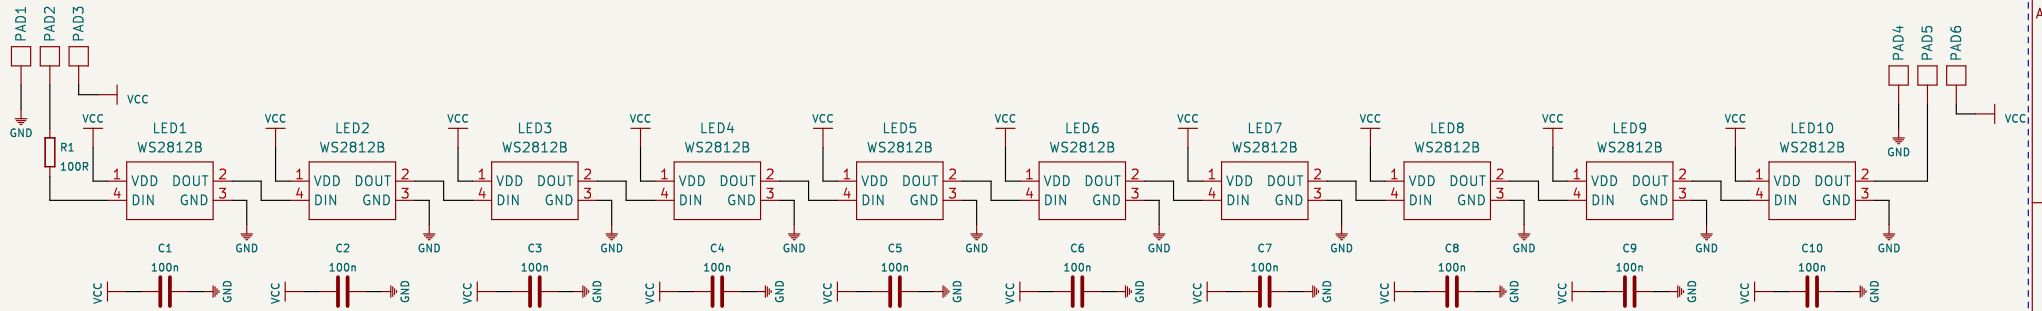 PAD1
PAD2
PAD3
PAD4
PAD5
PAD6
A
GND
VCC
R1
100R
GND
VCC
VCC
LED1
WS2812B
1 VDD DOUT 2
4 DIN GND 3
GND
VCC
LED2
WS2812B
1 VDD DOUT 2
4 DIN GND 3
GND
VCC
LED3
WS2812B
1 VDD DOUT 2
4 DIN GND 3
GND
VCC
LED4
WS2812B
1 VDD DOUT 2
4 DIN GND 3
GND
VCC
LED5
WS2812B
1 VDD DOUT 2
4 DIN GND 3
GND
VCC
LED6
WS2812B
1 VDD DOUT 2
4 DIN GND 3
GND
VCC
LED7
WS2812B
1 VDD DOUT 2
4 DIN GND 3
GND
VCC
LED8
WS2812B
1 VDD DOUT 2
4 DIN GND 3
GND
VCC
LED9
WS2812B
1 VDD DOUT 2
4 DIN GND 3
GND
VCC
LED10
WS2812B
1 VDD DOUT 2
4 DIN GND 3
GND
C1
100n
VCC GND
C2
100n
VCC GND
C3
100n
VCC GND
C4
100n
VCC GND
C5
100n
VCC GND
C6
100n
VCC GND
C7
100n
VCC GND
C8
100n
VCC GND
C9
100n
VCC GND
C10
100n
VCC GND